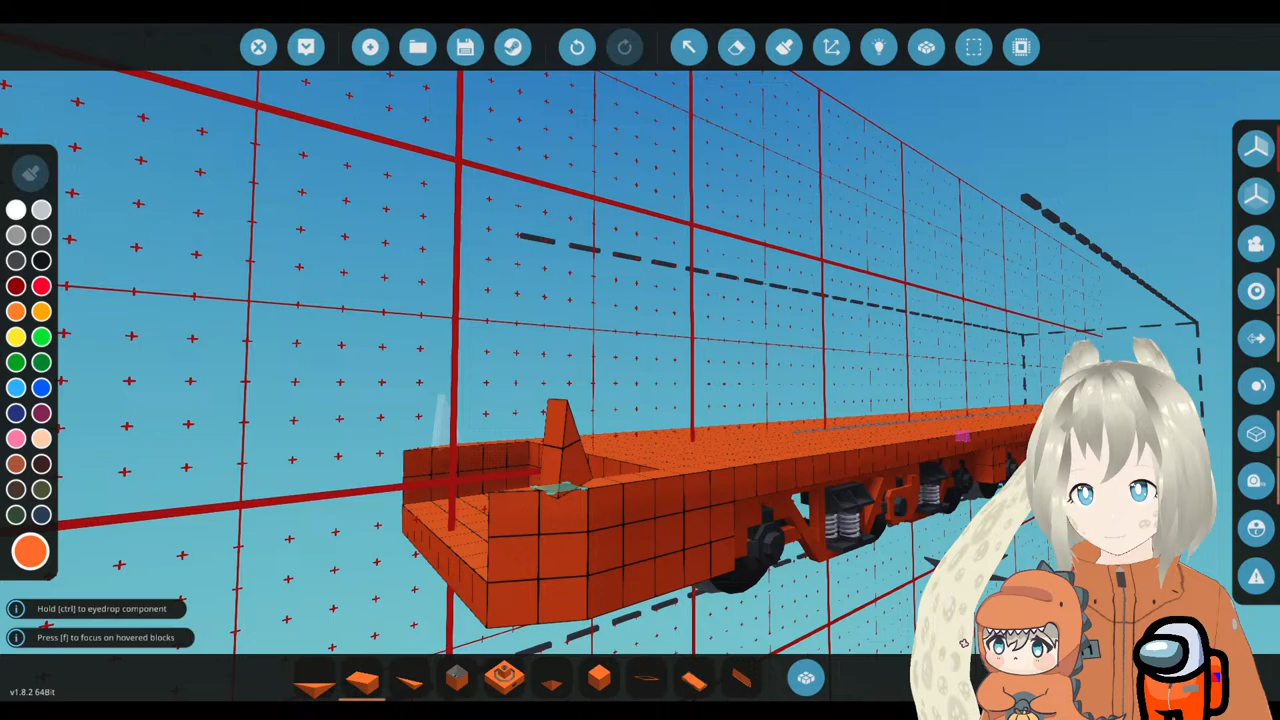 Hold [ctrl] to eyedrop component
Press [f] to focus on hovered blocks
v1.8.2 64Bit